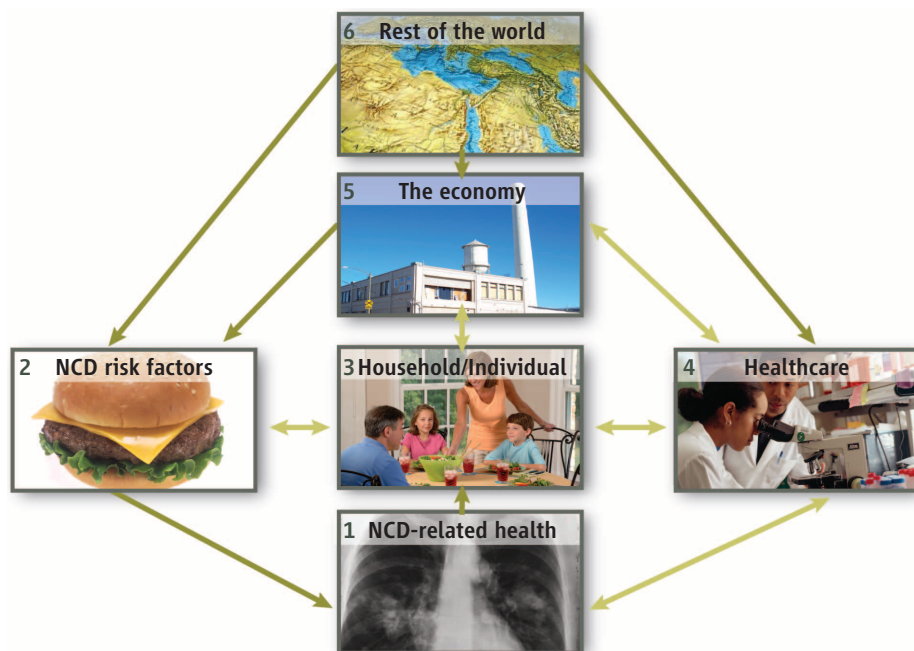 6 Rest of the world
5 The economy
2 NCD risk factors
3 Household/Individual
4 Healthcare
1 NCD-related health